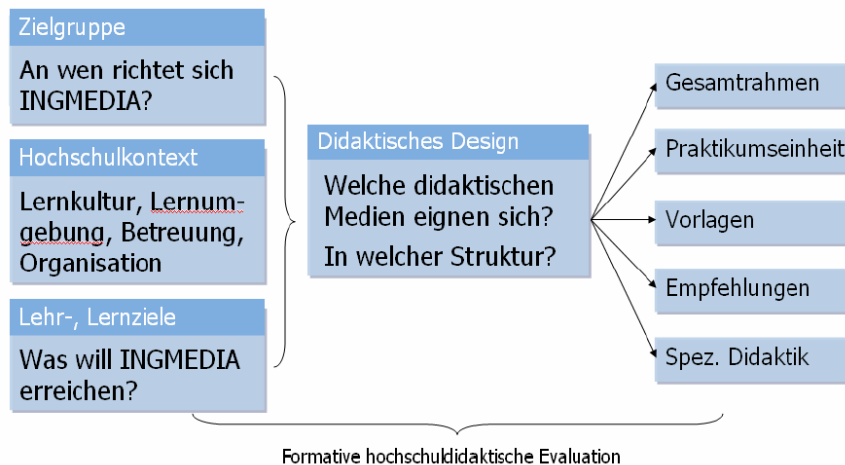 Zielgruppe
An wen richtet sich
INGMEDIA?
Hochschulkontext
Lernkultur, Lernum-
gebung, Betreuung,
Organisation
Lehr-, Lernziele
Was will INGMEDIA
erreichen?
Didaktisches Design
Welche didaktischen
Medien eignen sich?
In welcher Struktur?
Gesamtrahmen
Praktikumseinheit
Vorlagen
Empfehlungen
Spez. Didaktik
Formative hochschuldidaktische Evaluation